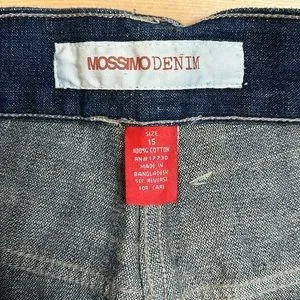 MOSSIMO DENIM
SIZE
15
100% COTTON
RN#17730
MADE IN
BANGLADESH
SEE REVERSE
FOR CARE